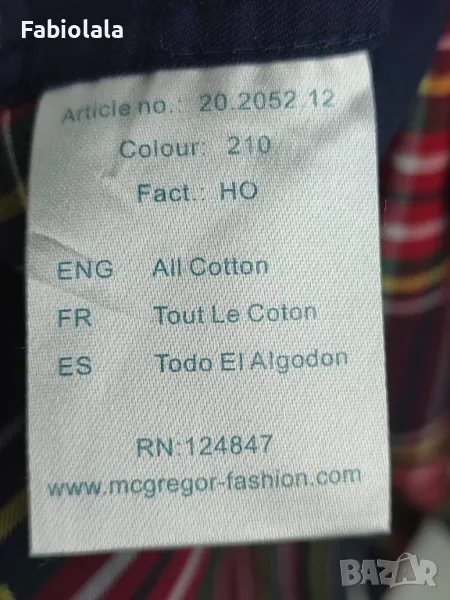 Fabiolala
Article no.: 20.2052.12
Colour: 210
Fact.: HO
ENG All Cotton
FR Tout Le Coton
ES Todo El Algodon
RN:124847
www.mcgregor-fashion.com
BAZAR